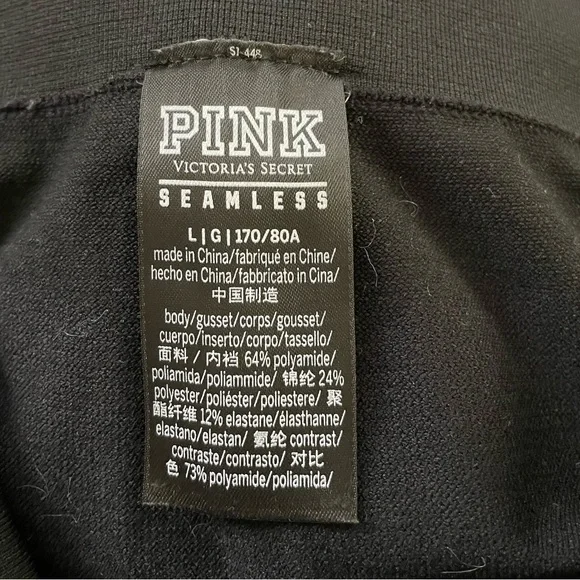 PINK
VICTORIA'S SECRET
SEAMLESS
L | G | 170/80A
made in China/fabriqué en Chine/
hecho en China/fabbricato in Cina/
中国制造
body/gusset/corps/gousset/
cuerpo/inserto/corpo/tassello/
面料 / 内裆 64% polyamide/
poliamida/poliammide/ 锦纶 24%
polyester/poliéster/poliestere/ 聚
酯纤维 12% elastane/élasthanne/
elastano/elastan/ 氨纶 contrast/
contraste/contrasto/ 对比
色 73% polyamide/poliamida/